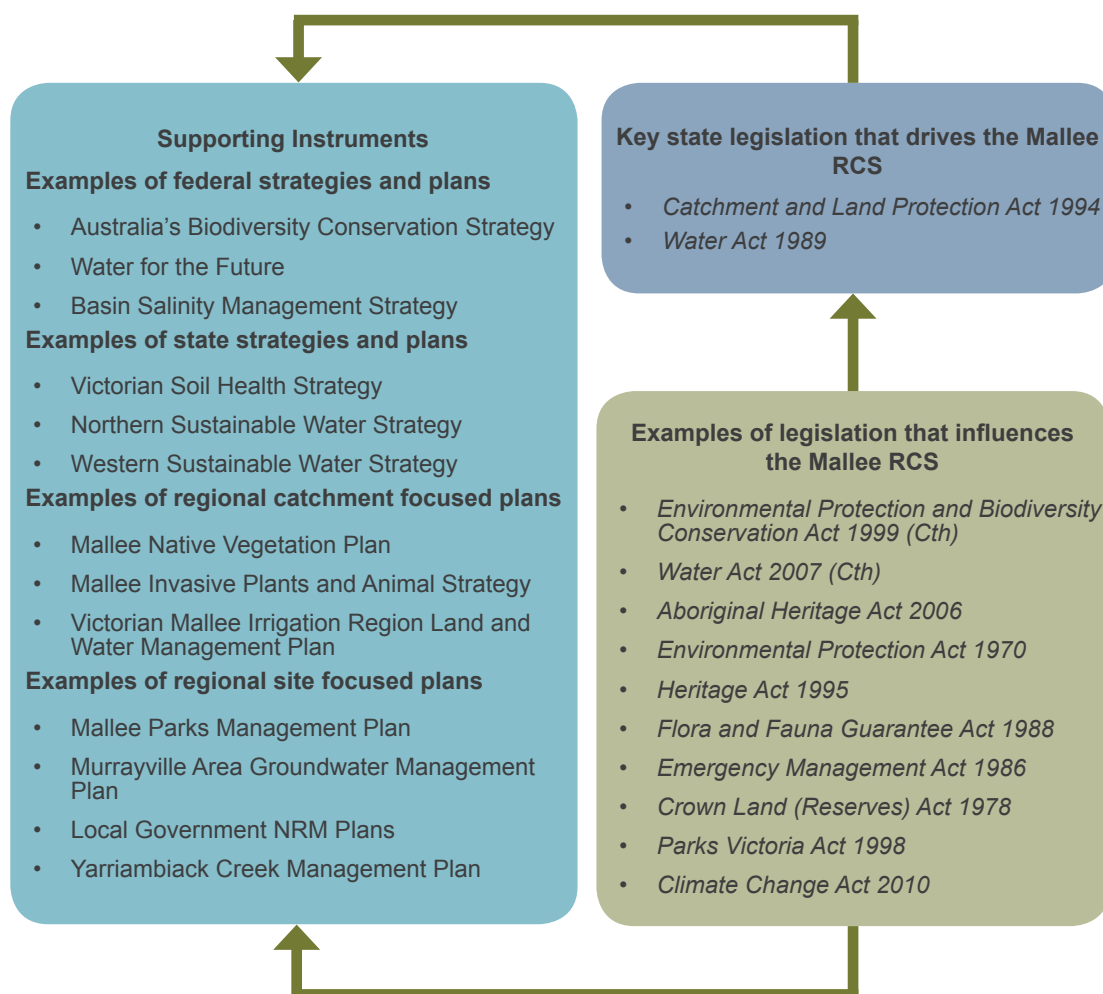 Supporting Instruments
Examples of federal strategies and plans
• Australia's Biodiversity Conservation Strategy
• Water for the Future
• Basin Salinity Management Strategy
Examples of state strategies and plans
• Victorian Soil Health Strategy
• Northern Sustainable Water Strategy
• Western Sustainable Water Strategy
Examples of regional catchment focused plans
• Mallee Native Vegetation Plan
• Mallee Invasive Plants and Animal Strategy
• Victorian Mallee Irrigation Region Land and
Water Management Plan
Examples of regional site focused plans
• Mallee Parks Management Plan
• Murrayville Area Groundwater Management
Plan
• Local Government NRM Plans
• Yarriambiack Creek Management Plan
Key state legislation that drives the Mallee
RCS
• Catchment and Land Protection Act 1994
• Water Act 1989
Examples of legislation that influences
the Mallee RCS
• Environmental Protection and Biodiversity
Conservation Act 1999 (Cth)
• Water Act 2007 (Cth)
• Aboriginal Heritage Act 2006
• Environmental Protection Act 1970
• Heritage Act 1995
• Flora and Fauna Guarantee Act 1988
• Emergency Management Act 1986
• Crown Land (Reserves) Act 1978
• Parks Victoria Act 1998
• Climate Change Act 2010